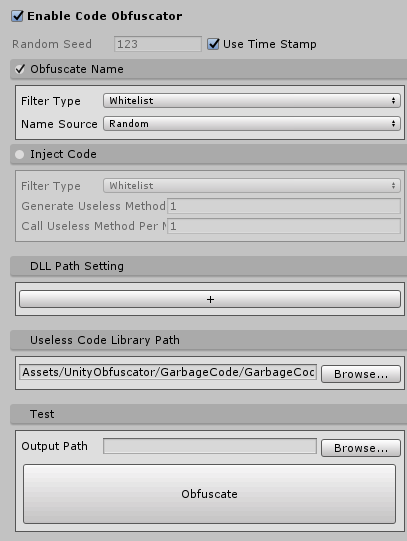 Enable Code Obfuscator
Random Seed 123 Use Time Stamp
Obfuscate Name
Filter Type Whitelist
Name Source Random
Inject Code
Filter Type Whitelist
Generate Useless Method 1
Call Useless Method Per 1
DLL Path Setting
+
Useless Code Library Path
Assets/UnityObfuscator/GarbageCode/GarbageCod Browse...
Test
Output Path Browse...
Obfuscate